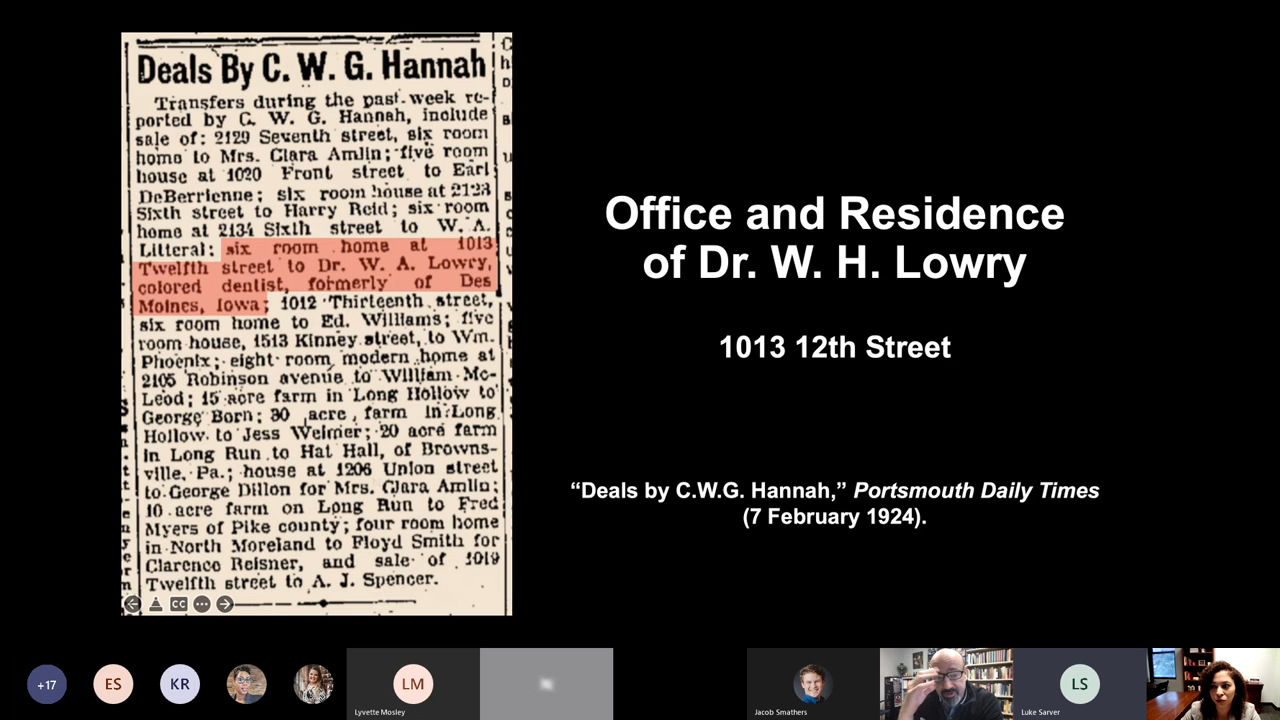 Deals By C. W. G. Hannah
Transfers during the past week re-
ported by C. W. G. Hannah, include
sale of: 2129 Seventh street, six room
home to Mrs. Clara Amlin; five room
house at 1020 Front street to Earl
DeBerrienne; six room house at 2123
Sixth street to Harry Reid; six room
home at 2134 Sixth street to W. A.
Litteral; six room home at 1013
Twelfth street to Dr. W. A. Lowry,
colored dentist, formerly of Des
Moines, Iowa; 1012 Thirteenth street,
six room home to Ed. Williams; five
room house, 1513 Kinney street, to Wm.
Phoenix; eight room modern home at
2105 Robinson avenue to William Mc-
Leod; 15 acre farm in Long Hollow to
George Born; 30 acre farm in Long
Hollow to Jess Weimer; 20 acre farm
in Long Run to Hat Hall, of Browns-
ville, Pa.; house at 1206 Union street
to George Dillon for Mrs. Clara Amlin;
10 acre farm on Long Run to Fred
Myers of Pike county; four room home
in North Moreland to Floyd Smith for
Clarence Reisner, and sale of 1019
Twelfth street to A. J. Spencer.
CC
Office and Residence
of Dr. W. H. Lowry
1013 12th Street
“Deals by C.W.G. Hannah,” Portsmouth Daily Times
(7 February 1924).
+17
ES
KR
LM
Lyvette Mosley
Jacob Smathers
LS
Luke Sarver